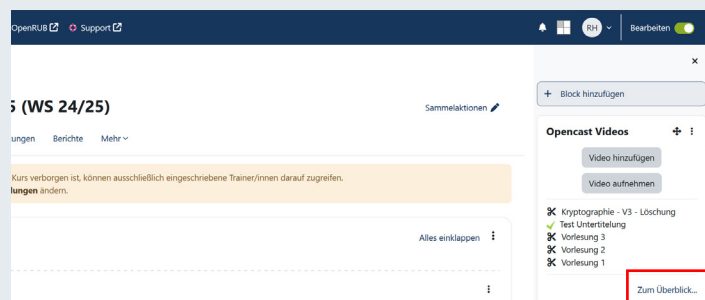 OpenRUB Support RH Bearbeiten
(WS 24/25)
Sammelaktionen
Berichte Mehr
Kurs verborgen ist, können ausschließlich eingeschriebene Trainer/innen darauf zugreifen.
ändern.
Alles einklappen
Block hinzufügen
Opencast Videos
Video hinzufügen
Video aufnehmen
Kryptographie - V3 - Löschung
Test Untertitelung
Vorlesung 3
Vorlesung 2
Vorlesung 1
Zum Überblick...